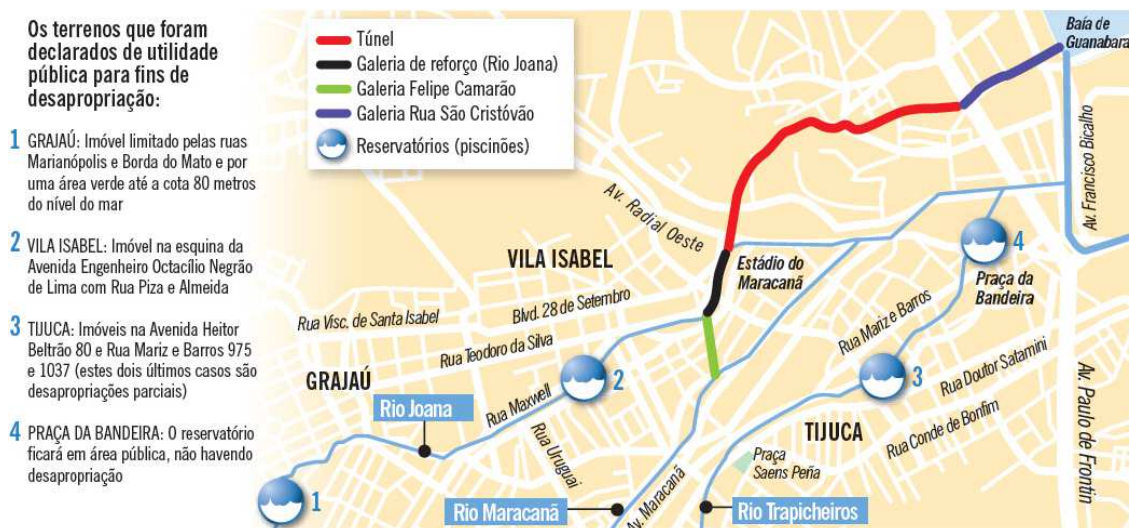 Os terrenos que foram
declarados de utilidade
pública para fins de
desapropriação:
1 GRAJAÚ: Imóvel limitado pelas ruas
Marianópolis e Borda do Mato e por
uma área verde até a cota 80 metros
do nível do mar
2 VILA ISABEL: Imóvel na esquina da
Avenida Engenheiro Octacílio Negrão
de Lima com Rua Piza e Almeida
3 TIJUCA: Imóveis na Avenida Heitor
Beltrão 80 e Rua Mariz e Barros 975
e 1037 (estes dois últimos casos são
desapropriações parciais)
4 PRAÇA DA BANDEIRA: O reservatório
ficará em área pública, não havendo
desapropriação
Túnel
Galeria de reforço (Rio Joana)
Galeria Felipe Camarão
Galeria Rua São Cristóvão
Reservatórios (piscinões)
Baía de
Guanabara
Av. Francisco Bicalho
Av. Radial Oeste
VILA ISABEL
Estádio do
Maracanã
4
Praça da
Bandeira
Rua Visc. de Santa Isabel
Blvd. 28 de Setembro
Rua Mariz e Barros
Rua Teodoro da Silva
GRAJAÚ
2
3
Rua Doutor Satamini
Rio Joana
Rua Maxwell
TIJUCA
Rua Conde de Bonfim
Av. Paulo de Frontin
Rua Uruguai
Praça
Saens Peña
1
Rio Maracanã
Av. Maracanã
Rio Trapicheiros